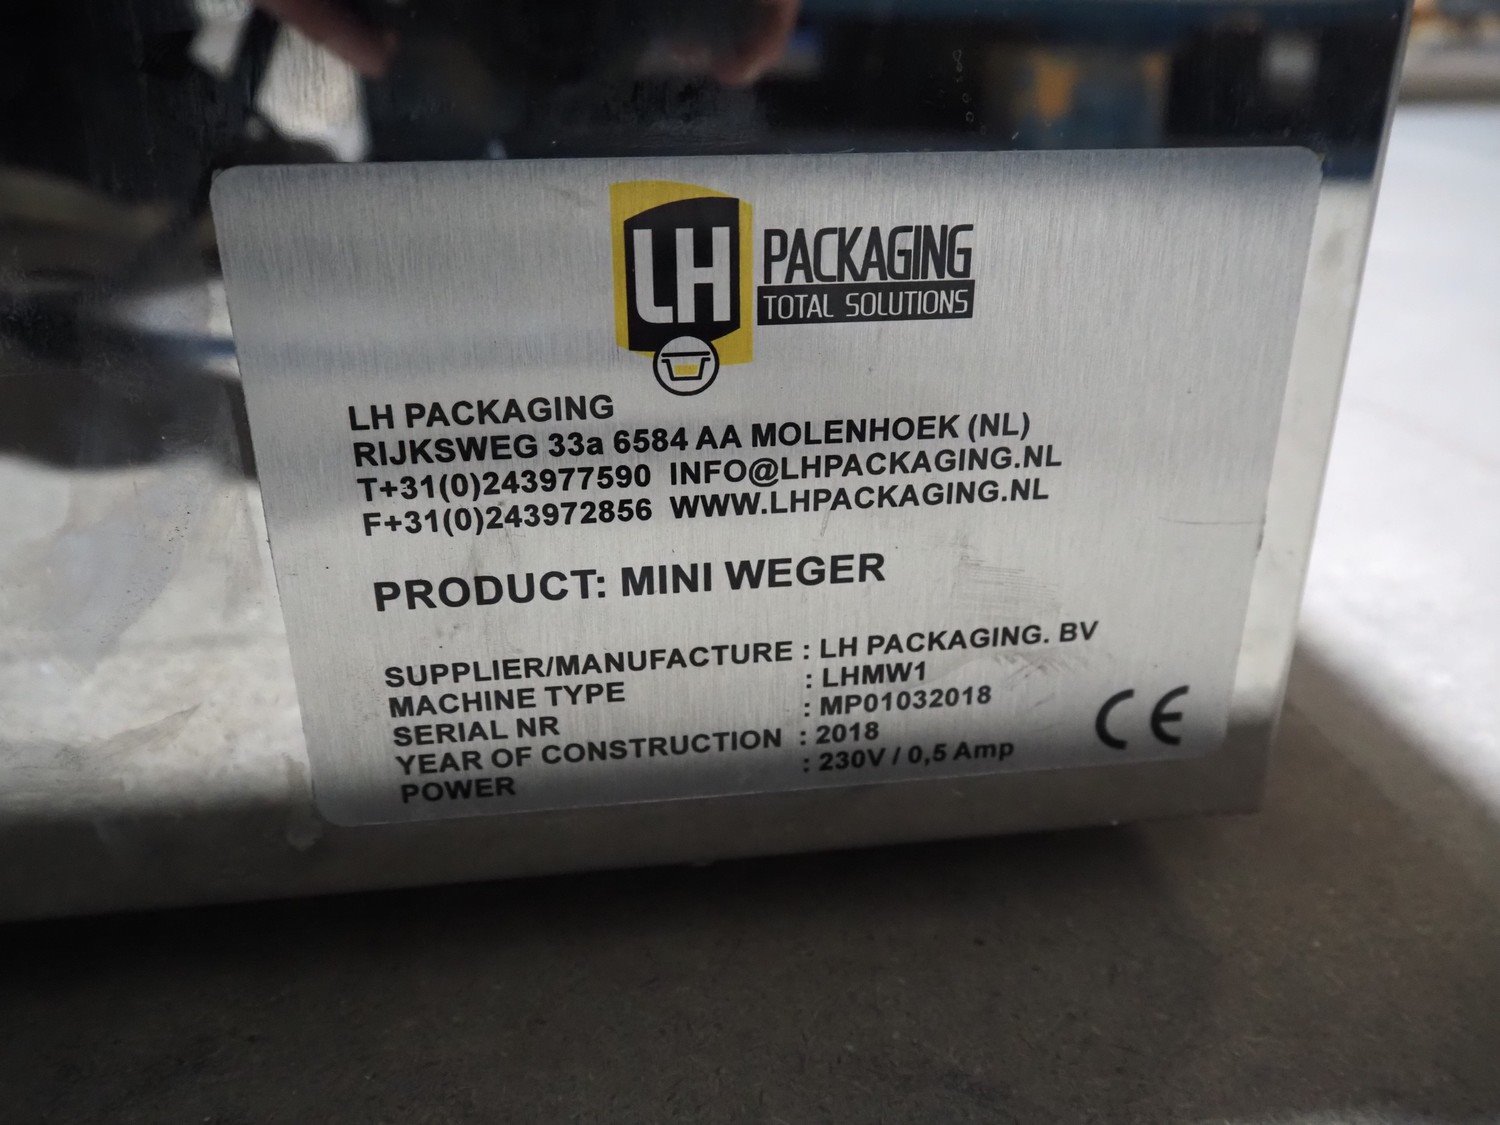 LH PACKAGING
TOTAL SOLUTIONS
LH PACKAGING
RIJKSWEG 33a 6584 AA MOLENHOEK (NL)
T+31(0)243977590 INFO@LHPACKAGING.NL
F+31(0)243972856 WWW.LHPACKAGING.NL
PRODUCT: MINI WEGER
SUPPLIER/MANUFACTURE : LH PACKAGING. BV
MACHINE TYPE : LHMW1
SERIAL NR : MP01032018
YEAR OF CONSTRUCTION : 2018
POWER : 230V / 0,5 Amp
CE